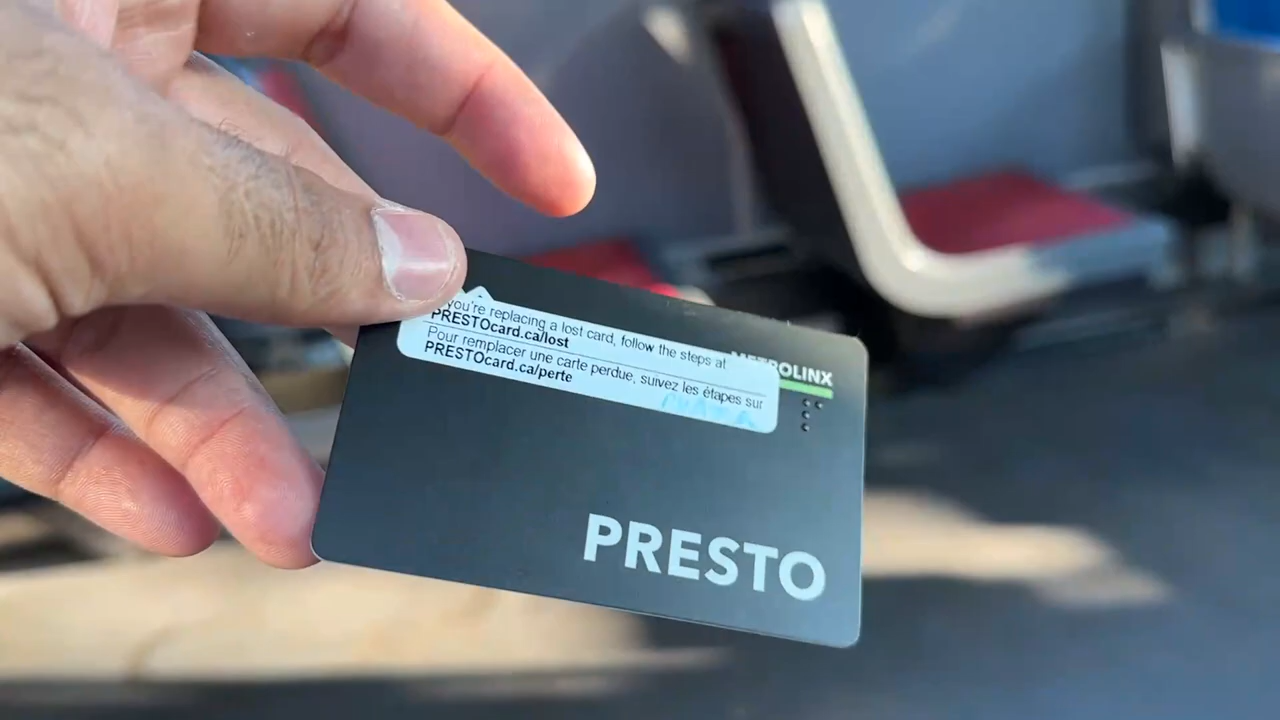 you're replacing a lost card, follow the steps at
PRESTOcard.ca/lost
Pour remplacer une carte perdue, suivez les étapes sur
PRESTOcard.ca/perte
METROLINX
PRESTO